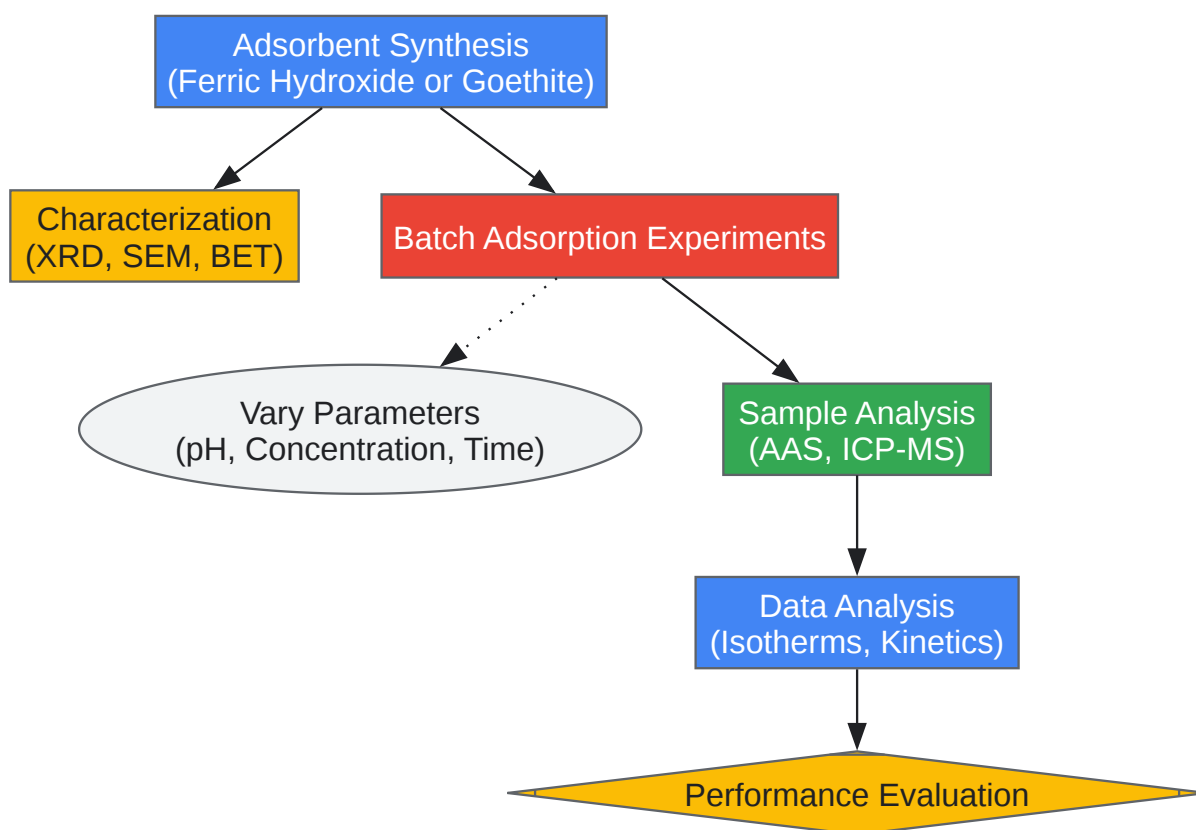 Adsorbent Synthesis
(Ferric Hydroxide or Goethite)
Characterization
(XRD, SEM, BET)
Batch Adsorption Experiments
Vary Parameters
(pH, Concentration, Time)
Sample Analysis
(AAS, ICP-MS)
Data Analysis
(Isotherms, Kinetics)
Performance Evaluation